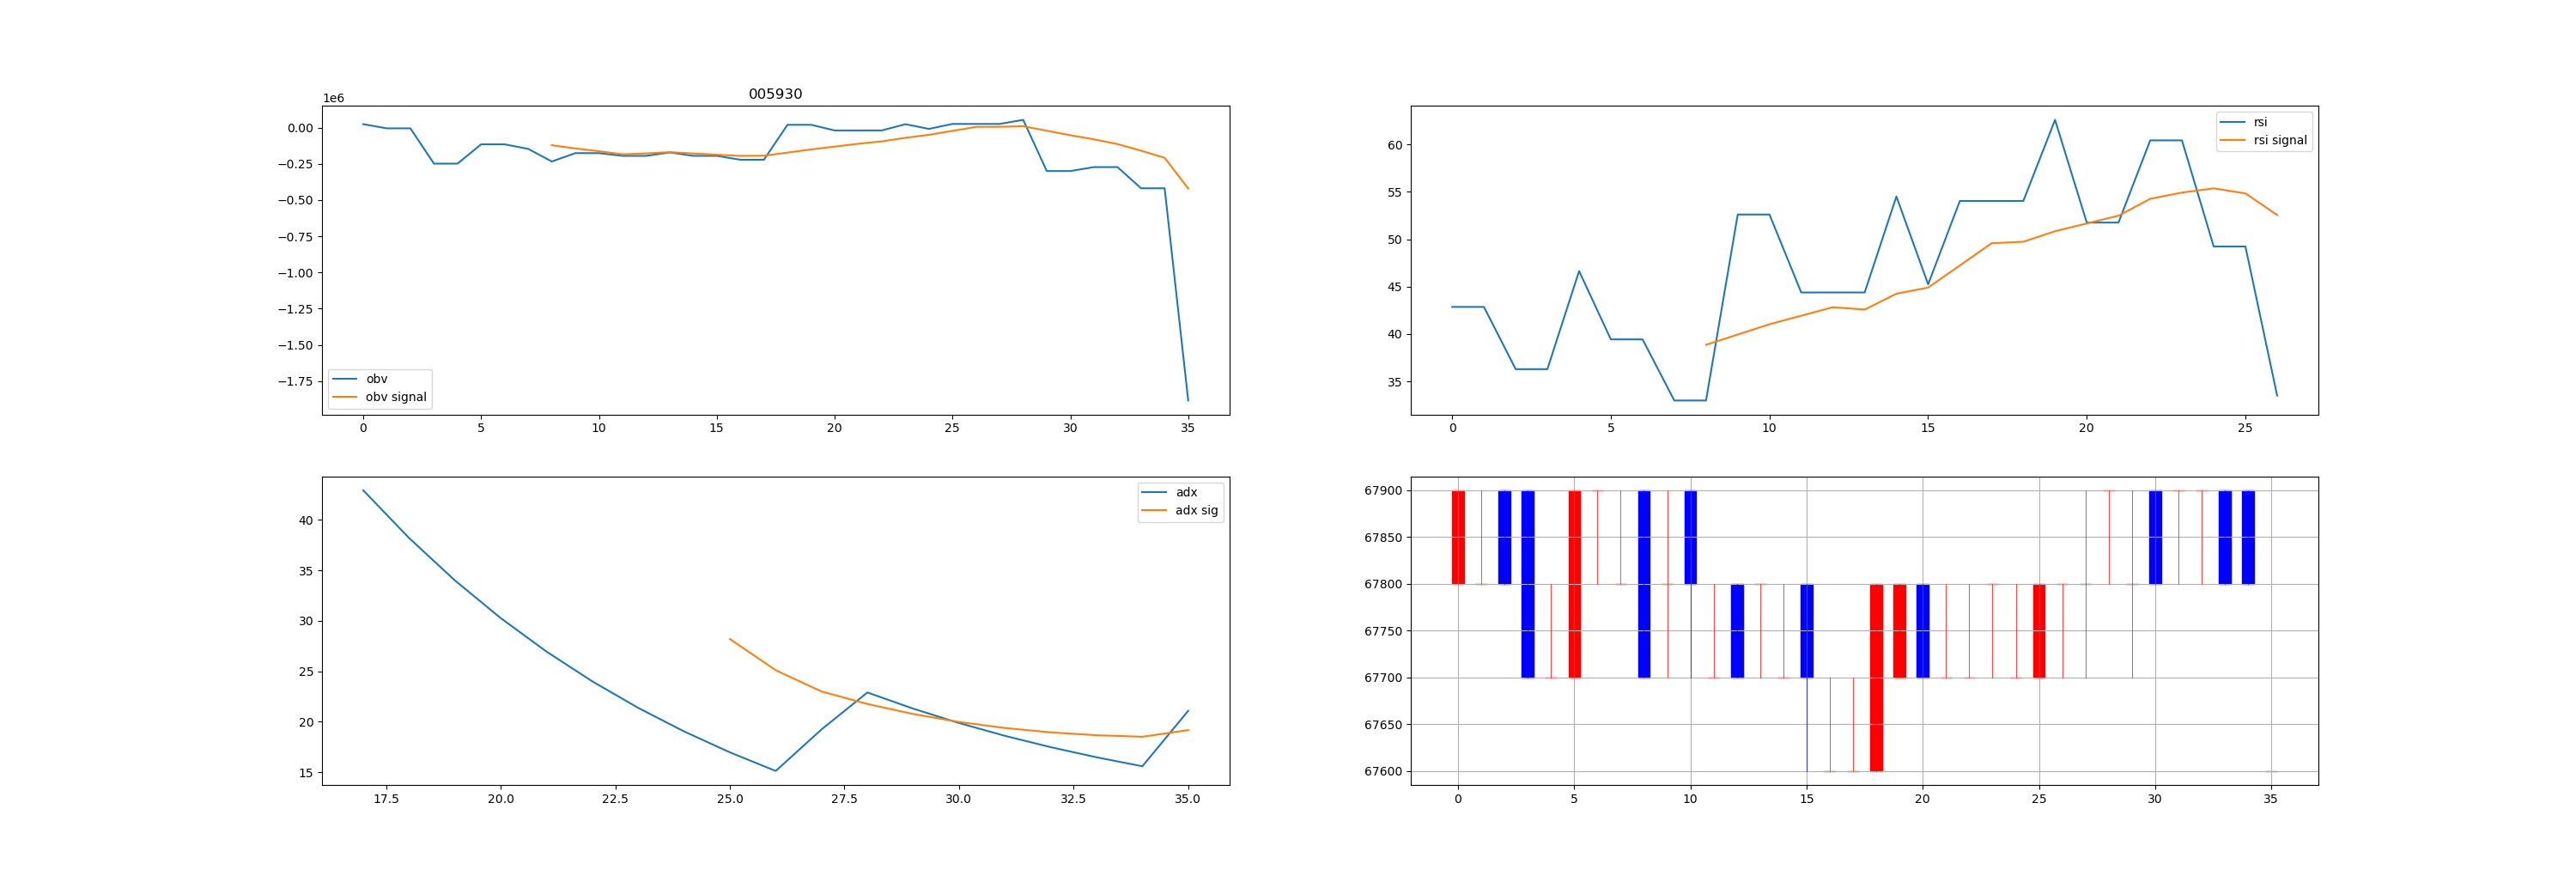 005930
1e6
0.00
−0.25
−0.50
−0.75
−1.00
−1.25
−1.50
−1.75
obv
obv signal
0 5 10 15 20 25 30 35
rsi
rsi signal
60
55
50
45
40
35
0 5 10 15 20 25
adx
adx sig
40
35
30
25
20
15
17.5 20.0 22.5 25.0 27.5 30.0 32.5 35.0
67900
67850
67800
67750
67700
67650
67600
0 5 10 15 20 25 30 35